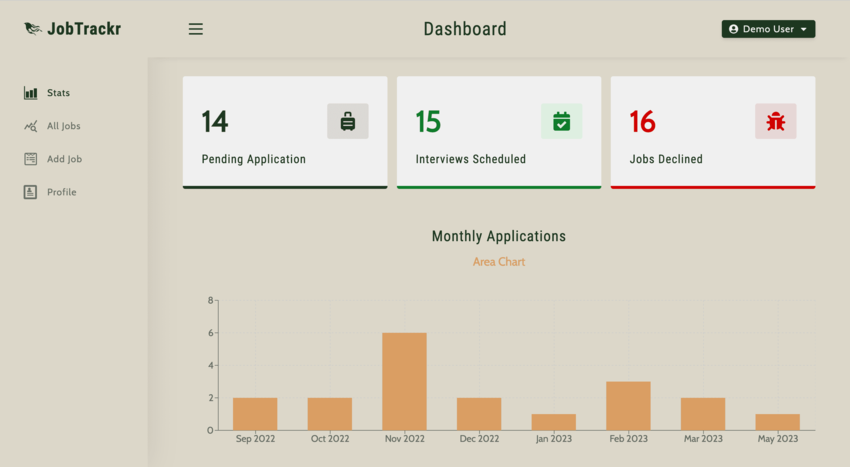 JobTrackr
Dashboard
Demo User
Stats
All Jobs
Add Job
Profile
14
Pending Application
15
Interviews Scheduled
16
Jobs Declined
Monthly Applications
Area Chart
8
6
4
2
0
Sep 2022 Oct 2022 Nov 2022 Dec 2022 Jan 2023 Feb 2023 Mar 2023 May 2023